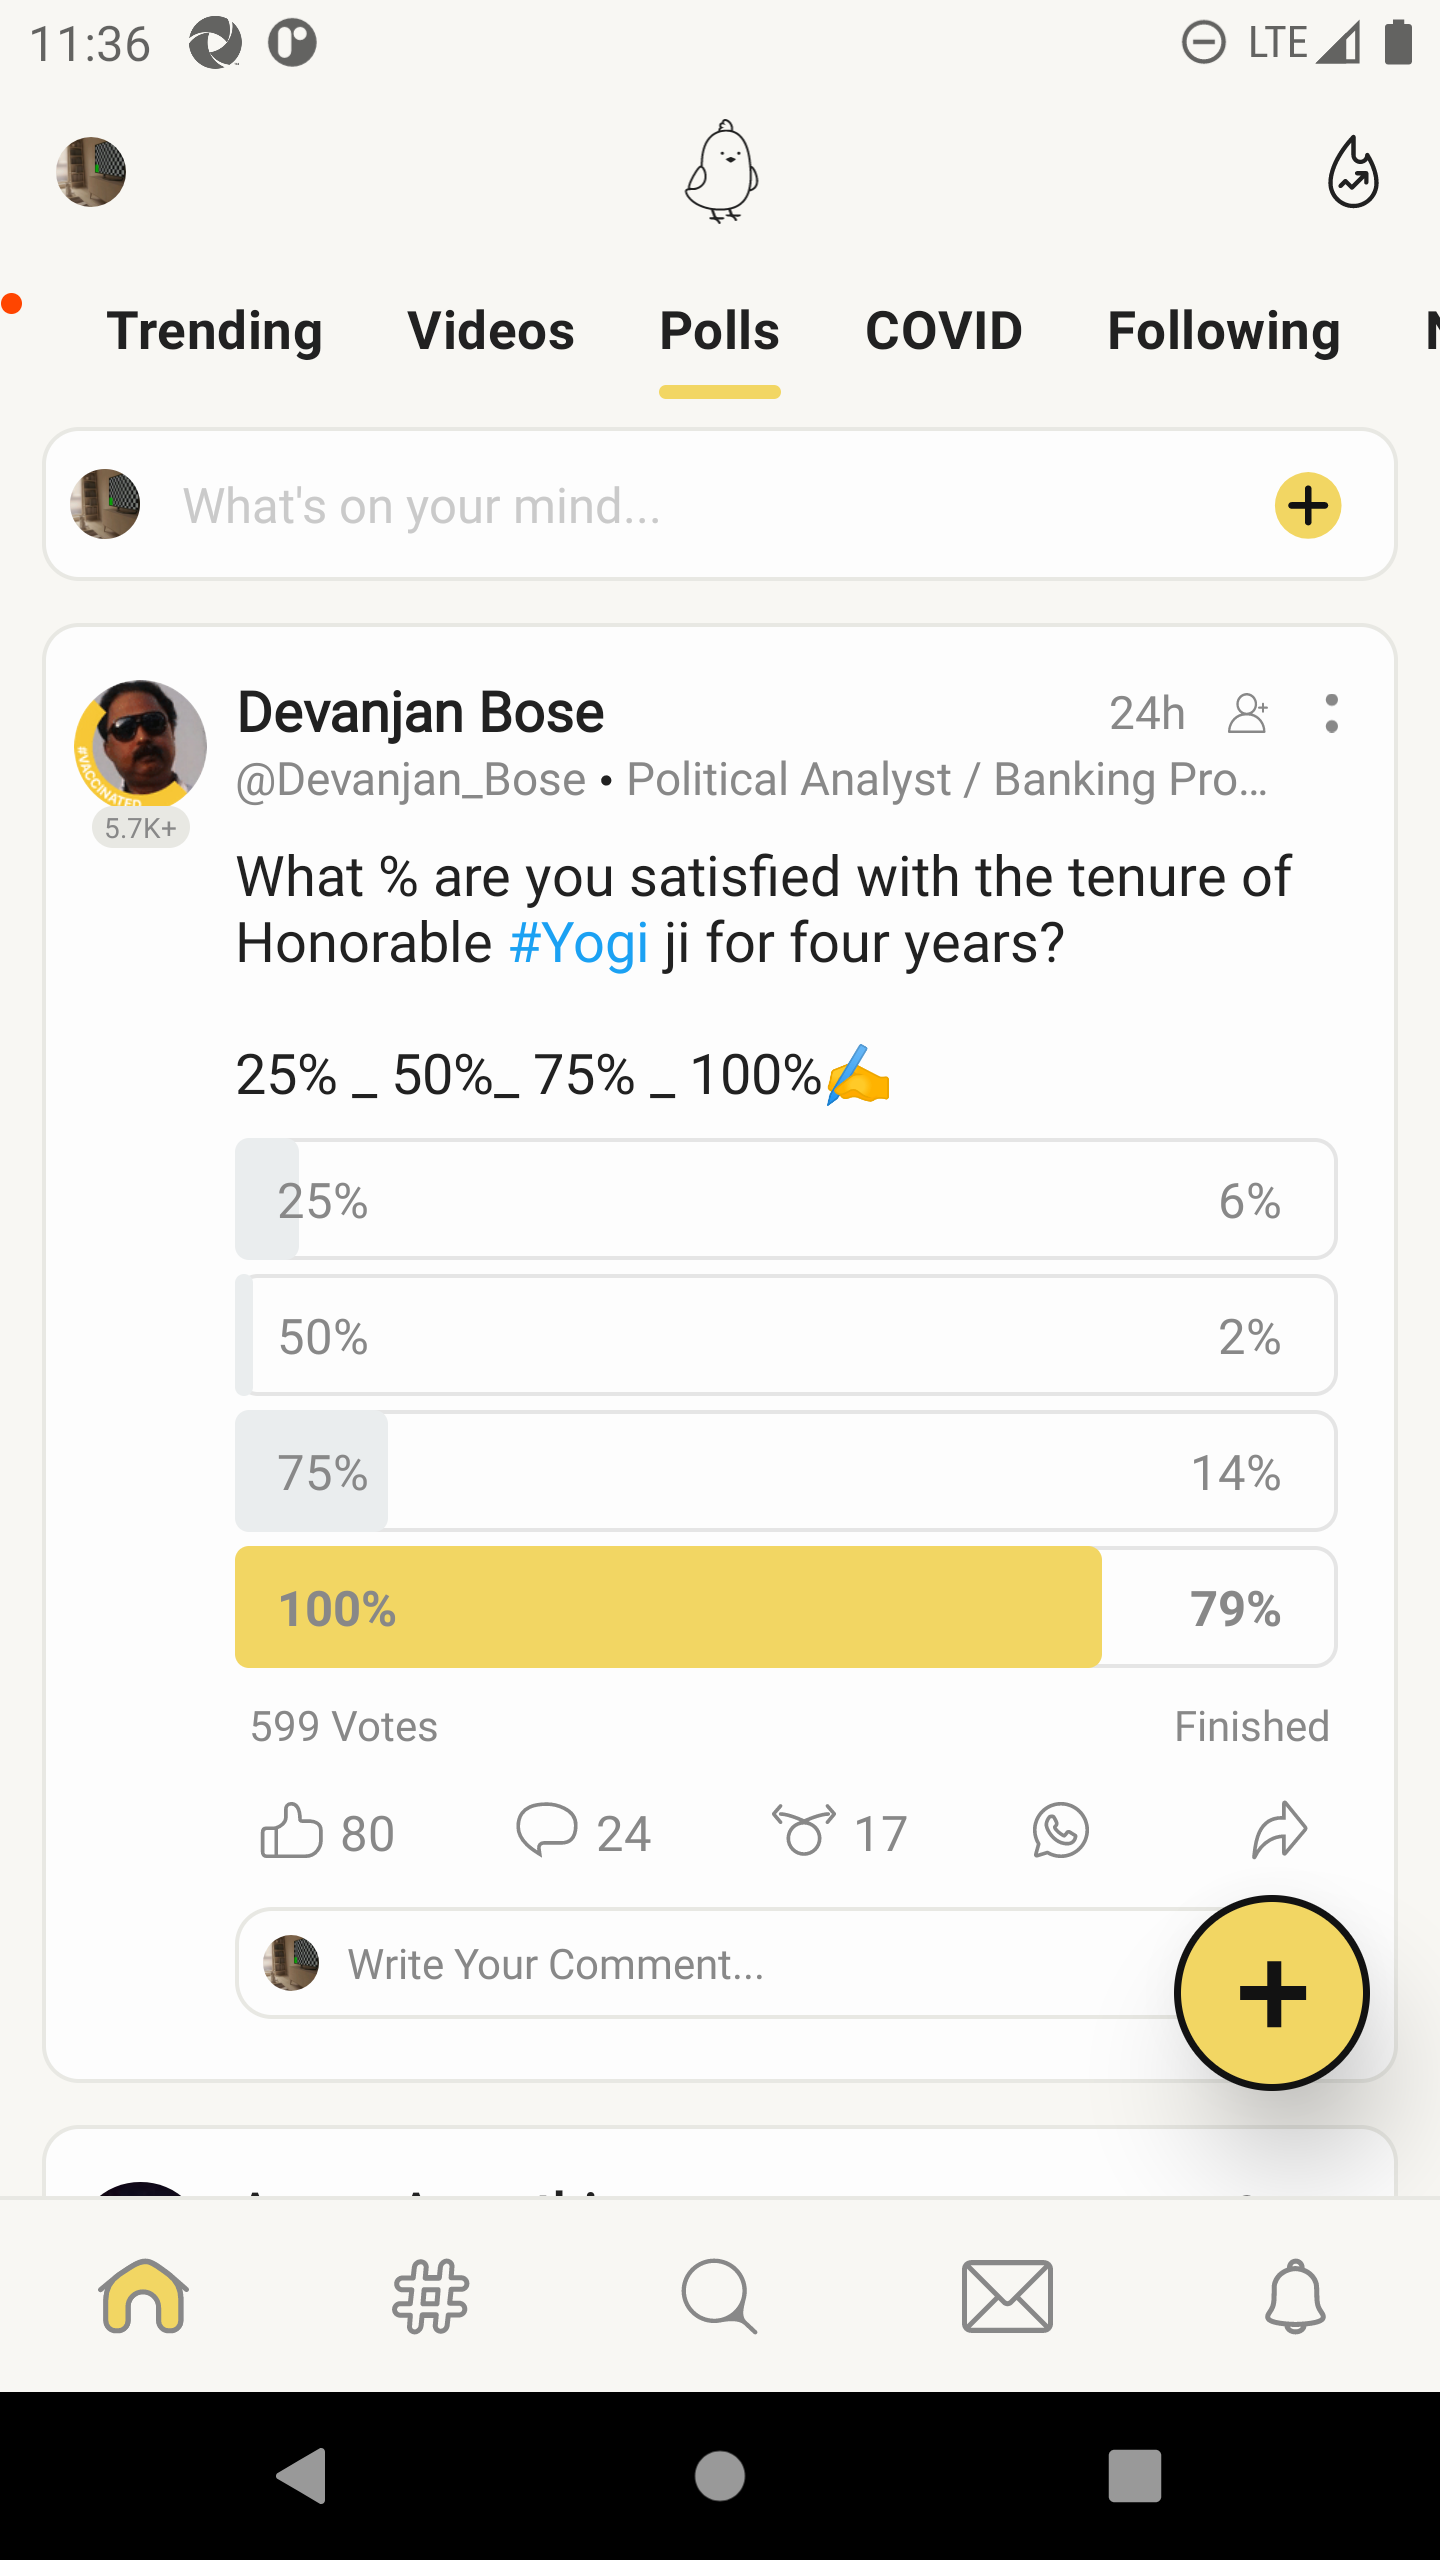 11:36
LTE
Trending Videos Polls COVID Following
What's on your mind...
Devanjan Bose 24h
@Devanjan_Bose • Political Analyst / Banking Pro...
#VACCINATED
5.7K+
What % are you satisfied with the tenure of
Honorable #Yogi ji for four years?
25% _ 50%_ 75% _ 100%✍
25% 6%
50% 2%
75% 14%
100% 79%
599 Votes Finished
80 24 17
Write Your Comment...